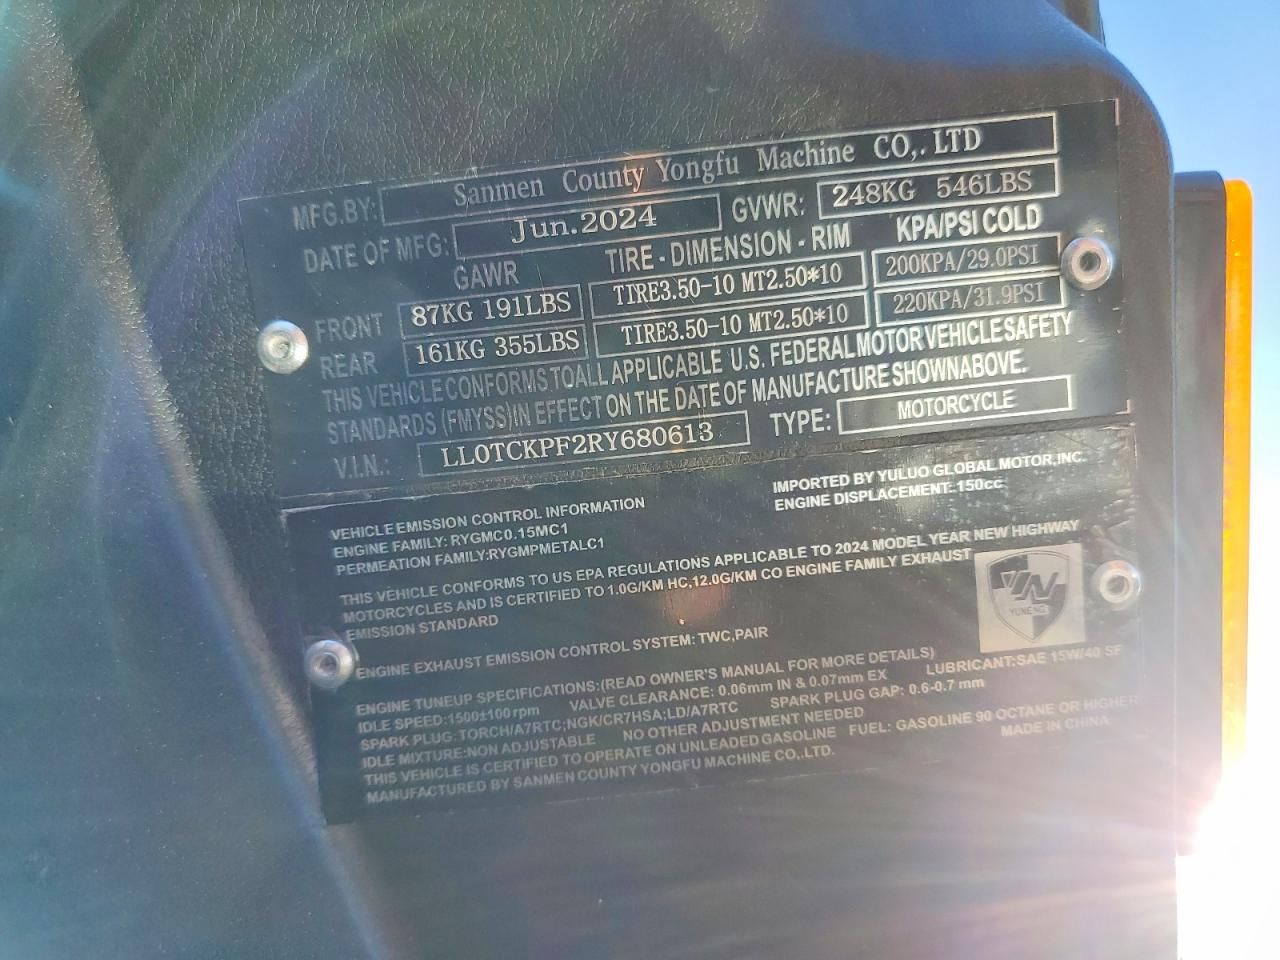 MFG.BY: Sanmen County Yongfu Machine CO,. LTD
DATE OF MFG: Jun.2024 GVWR: 248KG 546LBS
GAWR TIRE - DIMENSION - RIM KPA/PSI COLD
FRONT 87KG 191LBS TIRE3.50-10 MT2.50*10 200KPA/29.0PSI
REAR 161KG 355LBS TIRE3.50-10 MT2.50*10 220KPA/31.9PSI
THIS VEHICLE CONFORMS TOALL APPLICABLE U.S. FEDERAL MOTOR VEHICLE SAFETY
STANDARDS (FMYSS)IN EFFECT ON THE DATE OF MANUFACTURE SHOWNABOVE.
V.I.N.: LL0TCKPF2RY680613 TYPE: MOTORCYCLE
IMPORTED BY YULUO GLOBAL MOTOR,INC.
ENGINE DISPLACEMENT: 150cc
VEHICLE EMISSION CONTROL INFORMATION
ENGINE FAMILY: RYGMC0.15MC1
PERMEATION FAMILY:RYGMPMETALC1
THIS VEHICLE CONFORMS TO US EPA REGULATIONS APPLICABLE TO 2024 MODEL YEAR NEW HIGHWAY
MOTORCYCLES AND IS CERTIFIED TO 1.0G/KM HC,12.0G/KM CO ENGINE FAMILY EXHAUST
EMISSION STANDARD
YN
YUNENG
ENGINE EXHAUST EMISSION CONTROL SYSTEM: TWC,PAIR
ENGINE TUNEUP SPECIFICATIONS:(READ OWNER'S MANUAL FOR MORE DETAILS) LUBRICANT:SAE 15W/40 SF
IDLE SPEED:1500±100 rpm VALVE CLEARANCE: 0.06mm IN & 0.07mm EX
SPARK PLUG: TORCH/A7RTC;NGK/CR7HSA;LD/A7RTC SPARK PLUG GAP: 0.6-0.7 mm
IDLE MIXTURE:NON ADJUSTABLE NO OTHER ADJUSTMENT NEEDED
THIS VEHICLE IS CERTIFIED TO OPERATE ON UNLEADED GASOLINE FUEL: GASOLINE 90 OCTANE OR HIGHER
MANUFACTURED BY SANMEN COUNTY YONGFU MACHINE CO,.LTD. MADE IN CHINA